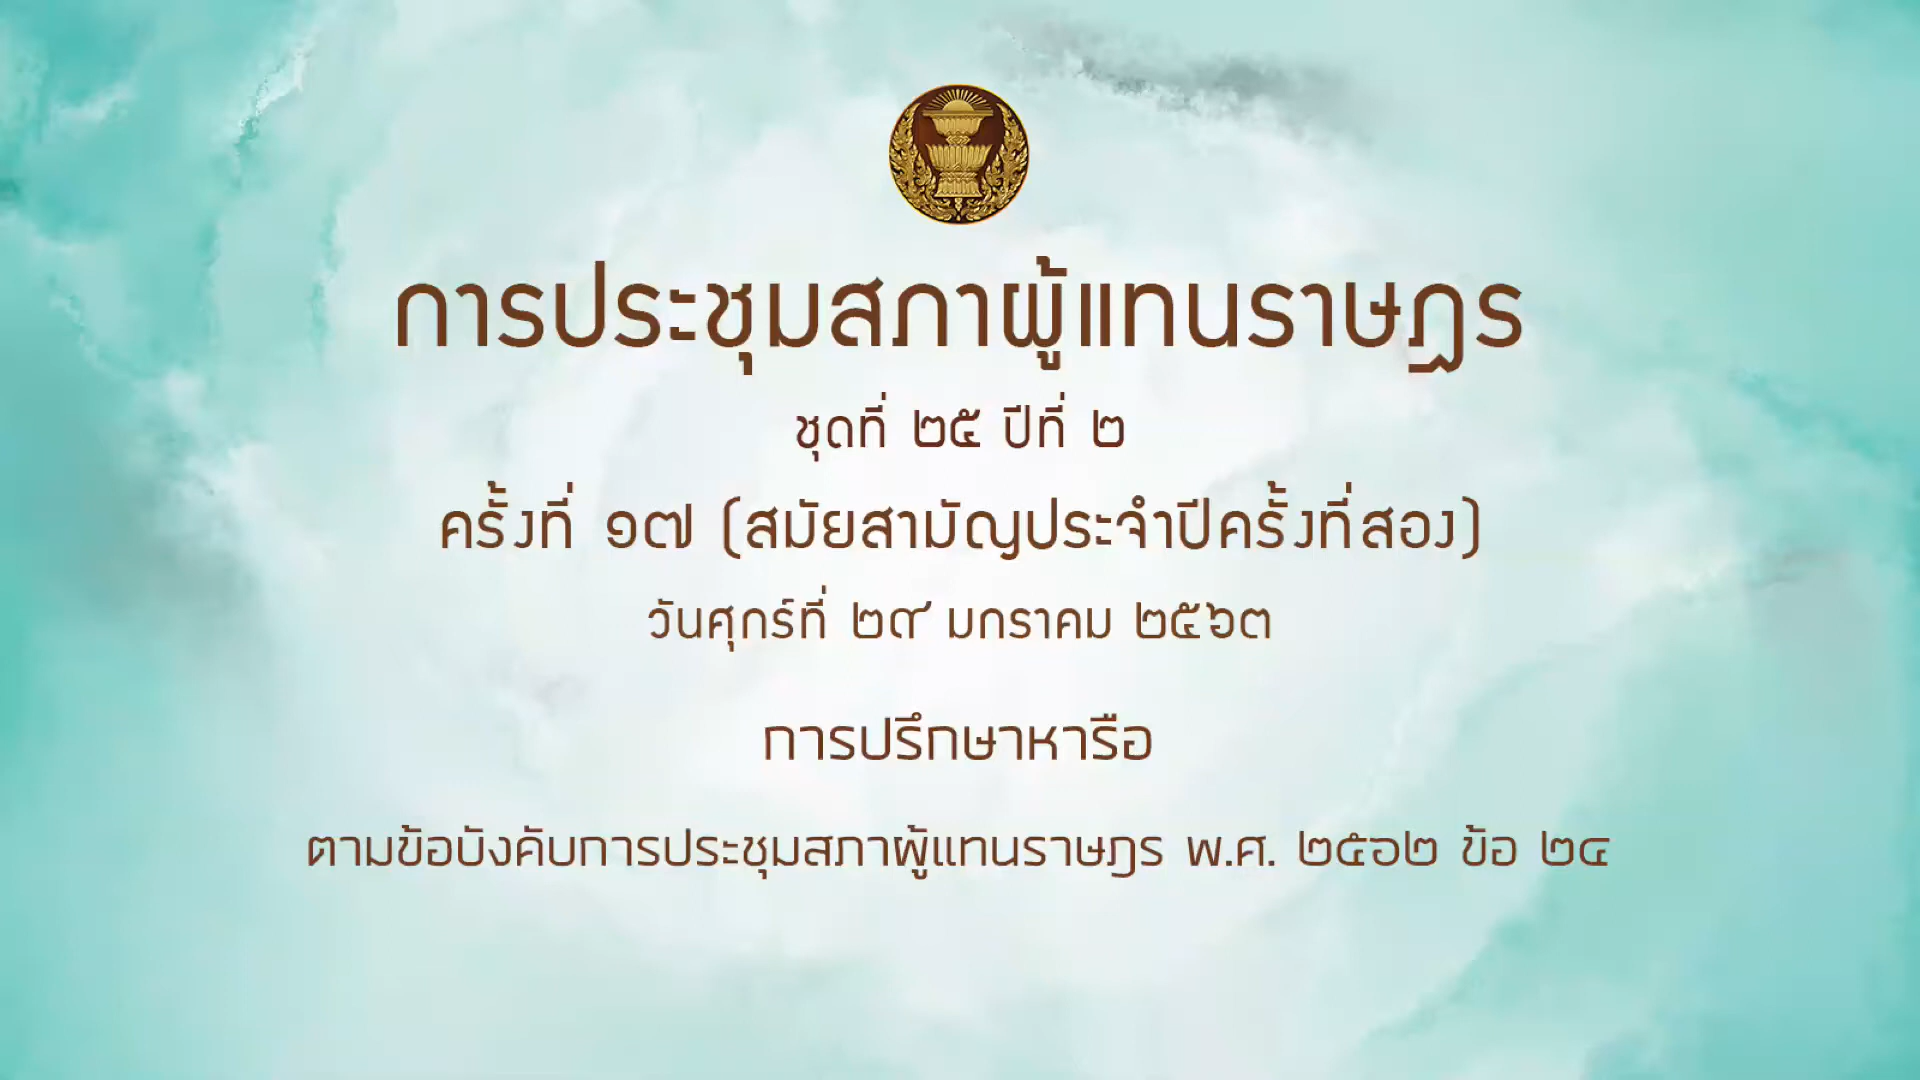 การประชุมสภาผู้แทนราษฎร
ชุดที่ ๒๕ ปีที่ ๒
ครั้งที่ ๑๗ (สมัยสามัญประจำปีครั้งที่สอง)
วันศุกร์ที่ ๒๙ มกราคม ๒๕๖๓
การปรึกษาหารือ
ตามข้อบังคับการประชุมสภาผู้แทนราษฎร พ.ศ. ๒๕๖๒ ข้อ ๒๔